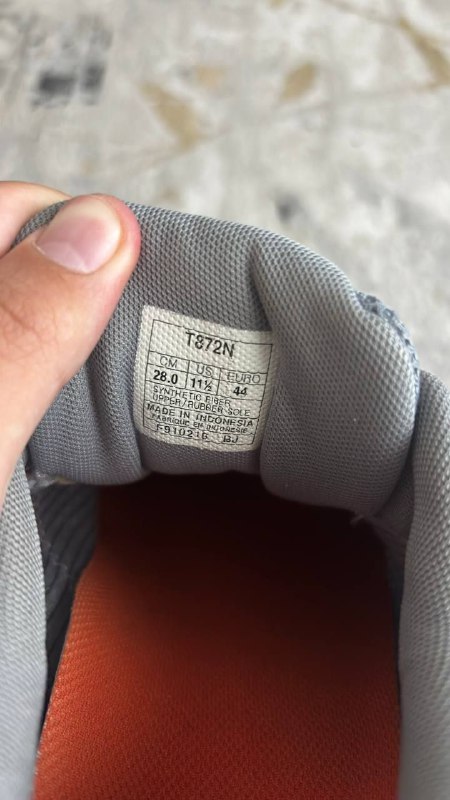 T872N
CM US EURO
28.0 11½ 44
SYNTHETIC FIBER
UPPER/RUBBER SOLE
MADE IN INDONESIA
FABRIQUE EN INDONESIE
F910216 BJ